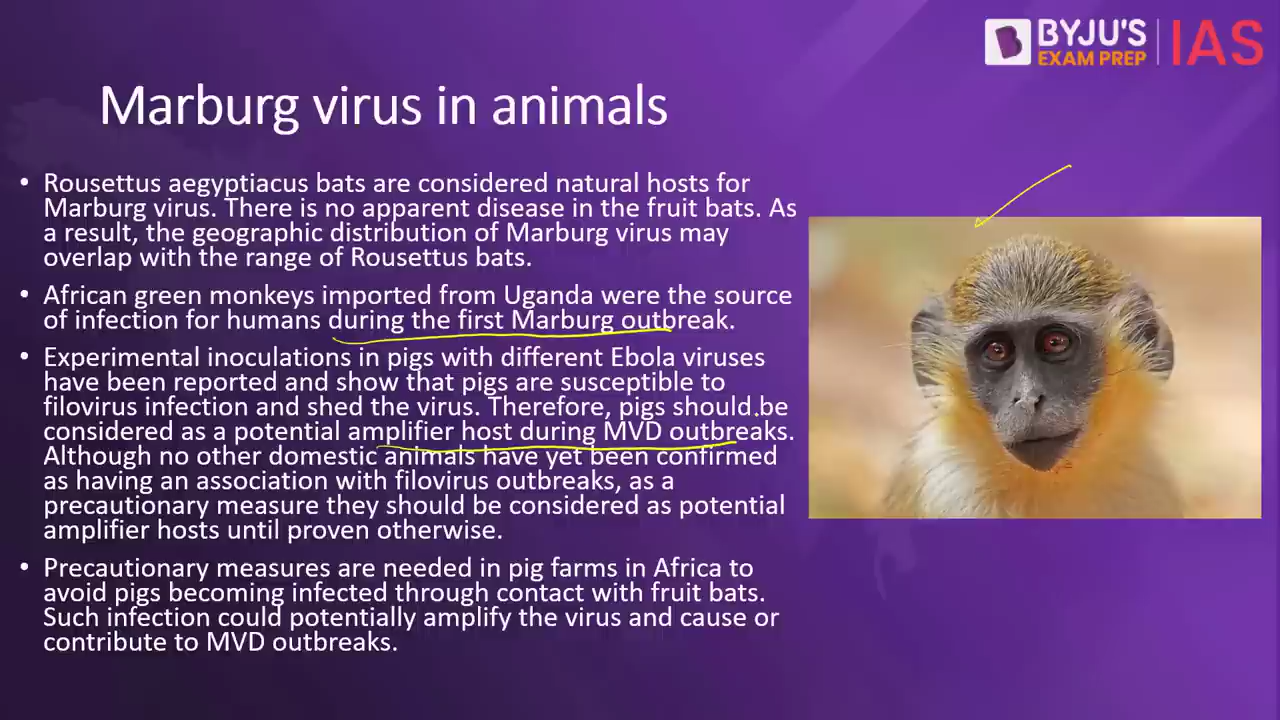 BYJU'S
EXAM PREP
IAS
Marburg virus in animals
• Rousettus aegyptiacus bats are considered natural hosts for
Marburg virus. There is no apparent disease in the fruit bats. As
a result, the geographic distribution of Marburg virus may
overlap with the range of Rousettus bats.
• African green monkeys imported from Uganda were the source
of infection for humans during the first Marburg outbreak.
• Experimental inoculations in pigs with different Ebola viruses
have been reported and show that pigs are susceptible to
filovirus infection and shed the virus. Therefore, pigs should be
considered as a potential amplifier host during MVD outbreaks.
Although no other domestic animals have yet been confirmed
as having an association with filovirus outbreaks, as a
precautionary measure they should be considered as potential
amplifier hosts until proven otherwise.
• Precautionary measures are needed in pig farms in Africa to
avoid pigs becoming infected through contact with fruit bats.
Such infection could potentially amplify the virus and cause or
contribute to MVD outbreaks.